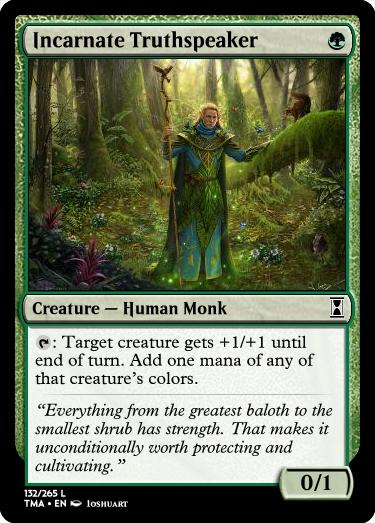 Incarnate Truthspeaker
Creature — Human Monk
: Target creature gets +1/+1 until
end of turn. Add one mana of any
of that creature's colors.
“Everything from the greatest baloth to the
smallest shrub has strength. That makes it
unconditionally worth protecting and
cultivating.”
0/1
132/265 L
TMA • EN Ioshuart